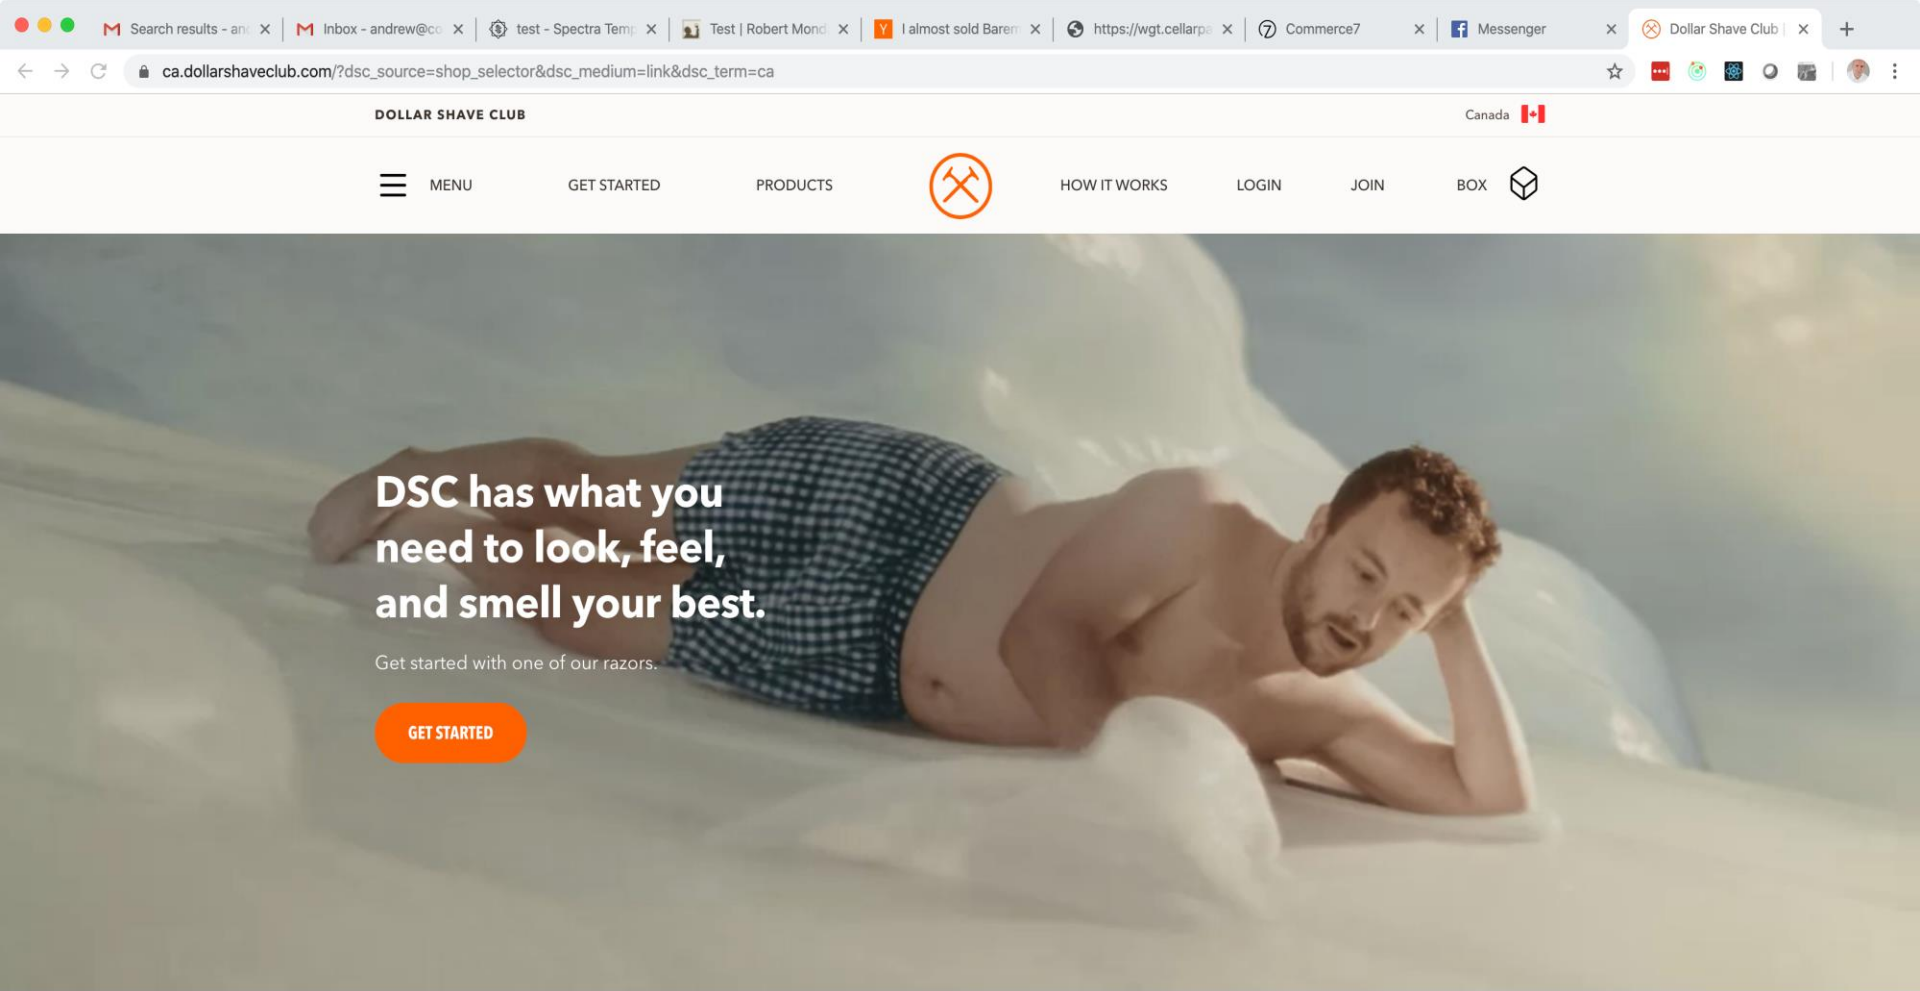 Search results - an
Inbox - andrew@co
test - Spectra Temp
Test | Robert Mond
I almost sold Barem
https://wgt.cellarpa
Commerce7
Messenger
Dollar Shave Club |
ca.dollarshaveclub.com/?dsc_source=shop_selector&dsc_medium=link&dsc_term=ca
DOLLAR SHAVE CLUB
Canada
MENU
GET STARTED
PRODUCTS
HOW IT WORKS
LOGIN
JOIN
BOX
DSC has what you
need to look, feel,
and smell your best.
Get started with one of our razors.
GET STARTED